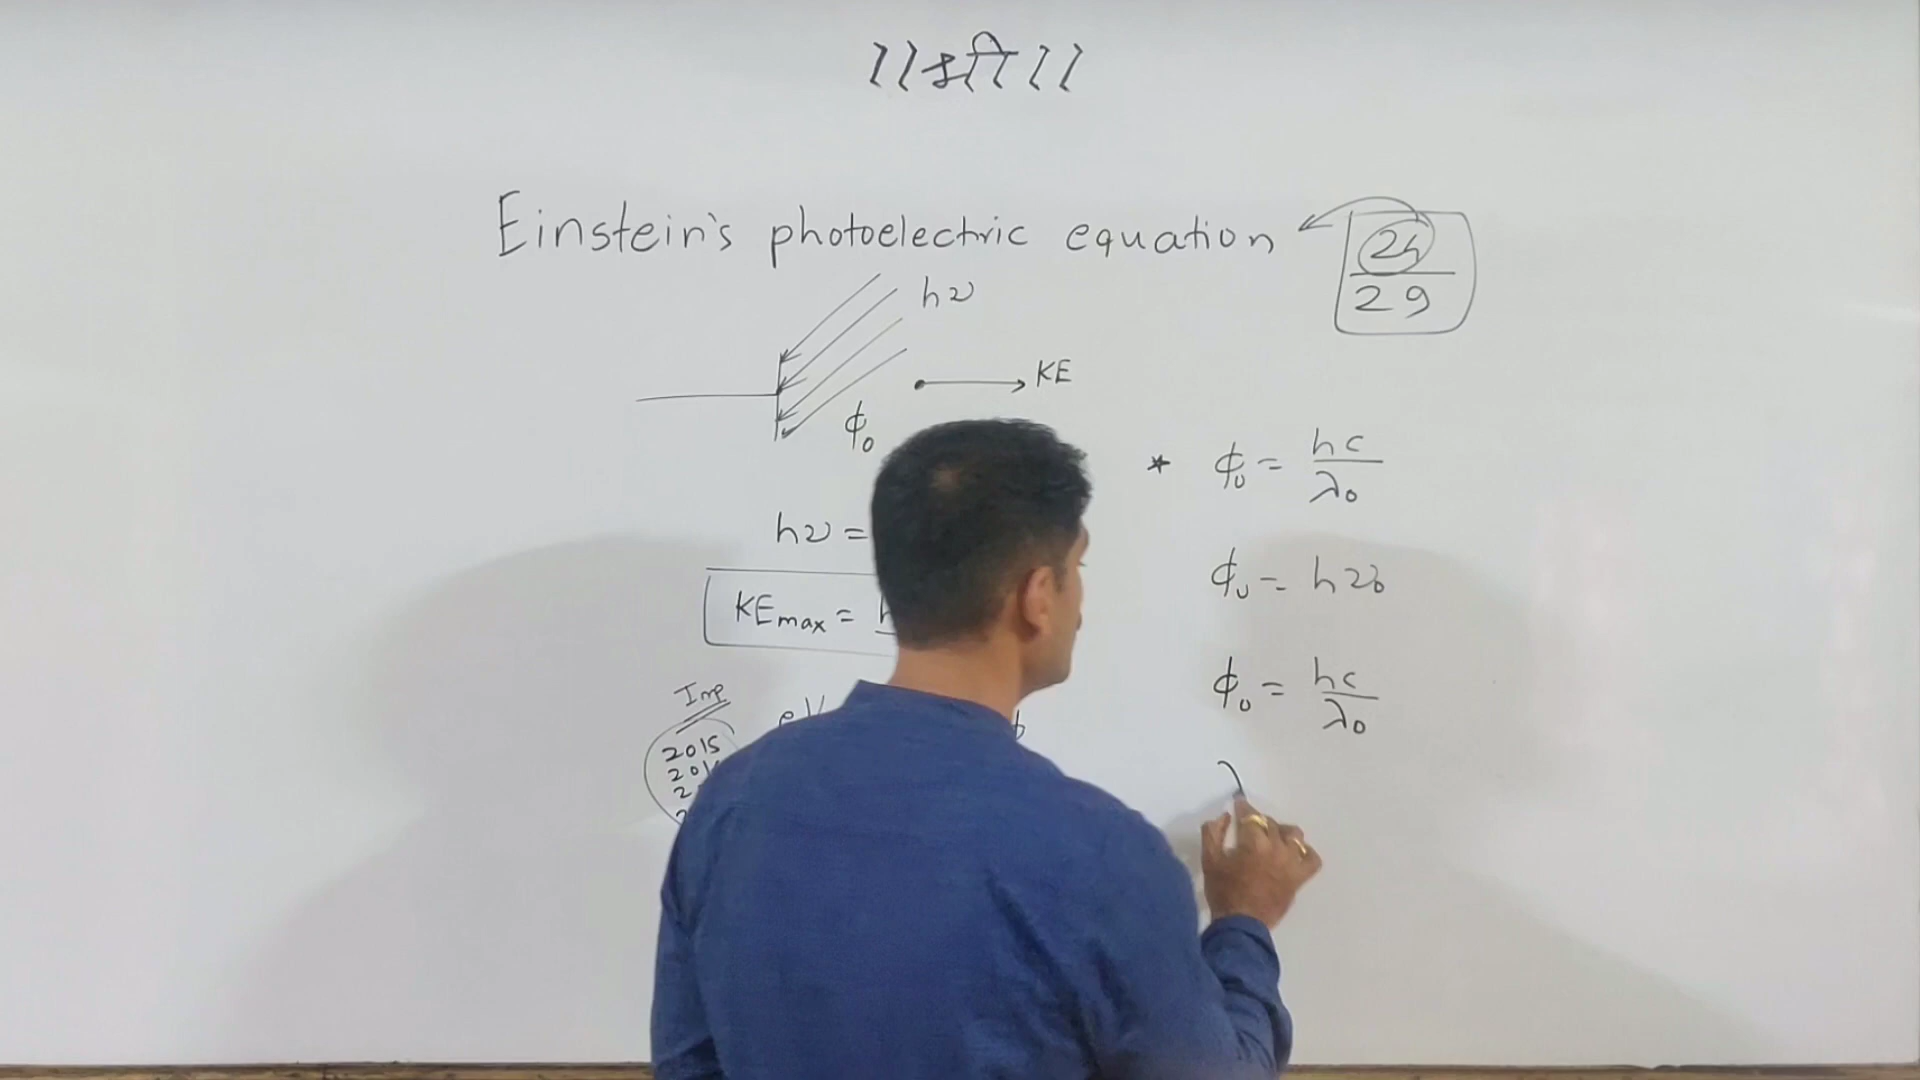 ।। श्री ।।
Einstein's photoelectric equation
24
29
hν
KE
ϕ₀
* ϕ₀ = hc/λ₀
hν =
ϕ₀ = hν₀
KEmax =
ϕ₀ = hc/λ₀
Imp
2015